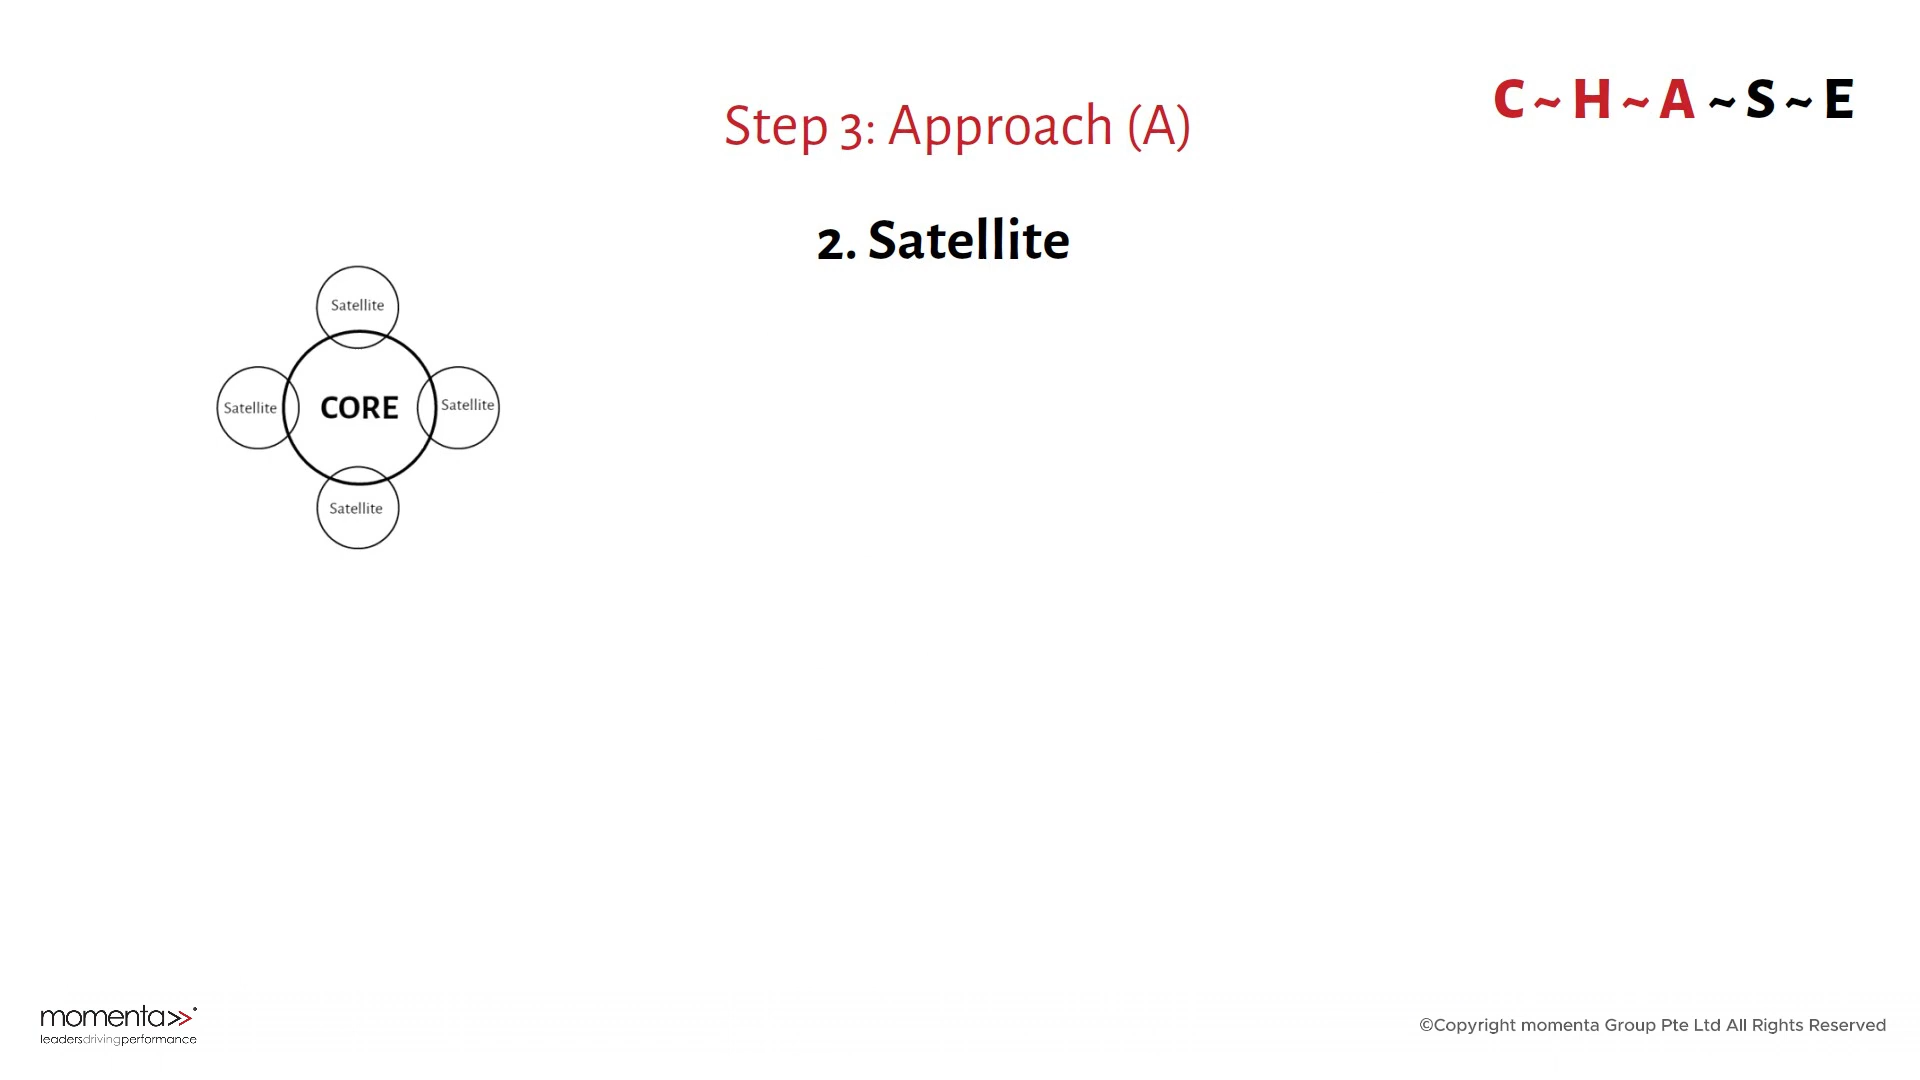 C ~ H ~ A ~ S ~ E
Step 3: Approach (A)
2. Satellite
Satellite
Satellite
CORE
Satellite
Satellite
momenta>>
leadersdrivingperformance
©Copyright momenta Group Pte Ltd All Rights Reserved